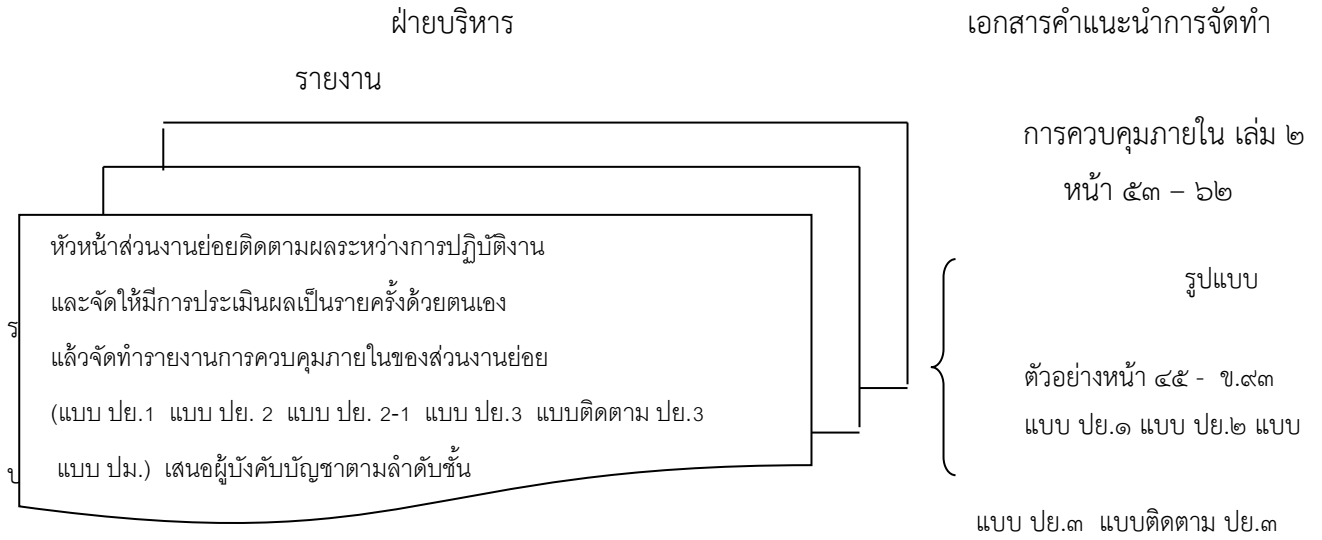 ฝ่ายบริหาร
เอกสารคำแนะนำการจัดทำ
รายงาน
การควบคุมภายใน เล่ม ๒
หน้า ๕๓ – ๖๒
หัวหน้าส่วนงานย่อยติดตามผลระหว่างการปฏิบัติงาน
และจัดให้มีการประเมินผลเป็นรายครั้งด้วยตนเอง
แล้วจัดทำรายงานการควบคุมภายในของส่วนงานย่อย
(แบบ ปย.1 แบบ ปย. 2 แบบ ปย. 2-1 แบบ ปย.3 แบบติดตาม ปย.3
แบบ ปม.) เสนอผู้บังคับบัญชาตามลำดับชั้น
รูปแบบ
ตัวอย่างหน้า ๔๕ - ข.๙๓
แบบ ปย.๑ แบบ ปย.๒ แบบ
แบบ ปย.๓ แบบติดตาม ปย.๓